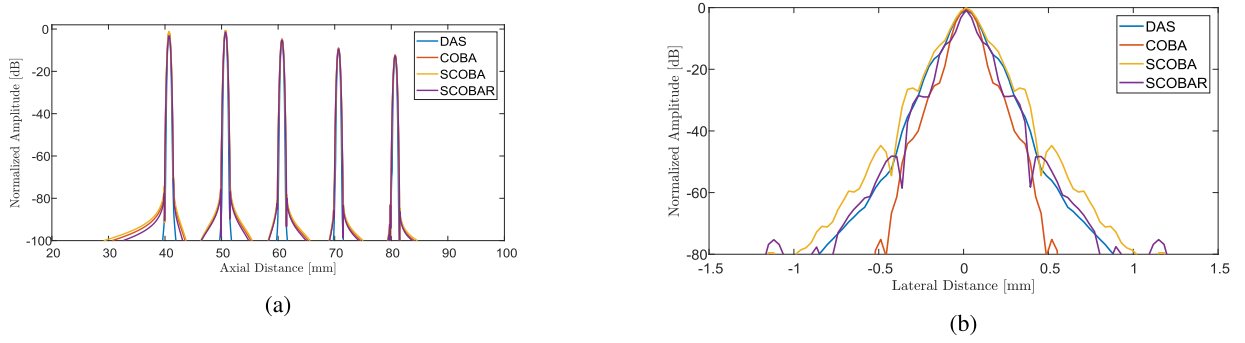 0
-20
-40
-60
-80
-100
Normalized Amplitude [dB]
DAS
COBA
SCOBA
SCOBAR
20 30 40 50 60 70 80 90 100
Axial Distance [mm]
(a)
0
-20
-40
-60
-80
Normalized Amplitude [dB]
DAS
COBA
SCOBA
SCOBAR
-1.5 -1 -0.5 0 0.5 1 1.5
Lateral Distance [mm]
(b)